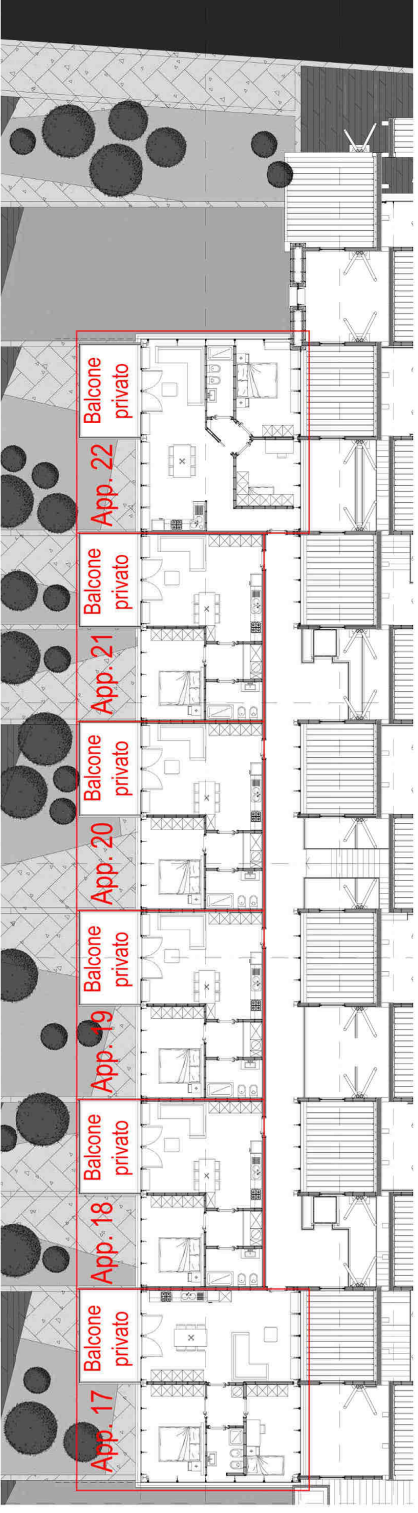 Balcone
privato
App. 22
Balcone
privato
App. 21
Balcone
privato
App. 20
Balcone
privato
App. 19
Balcone
privato
App. 18
Balcone
privato
App. 17